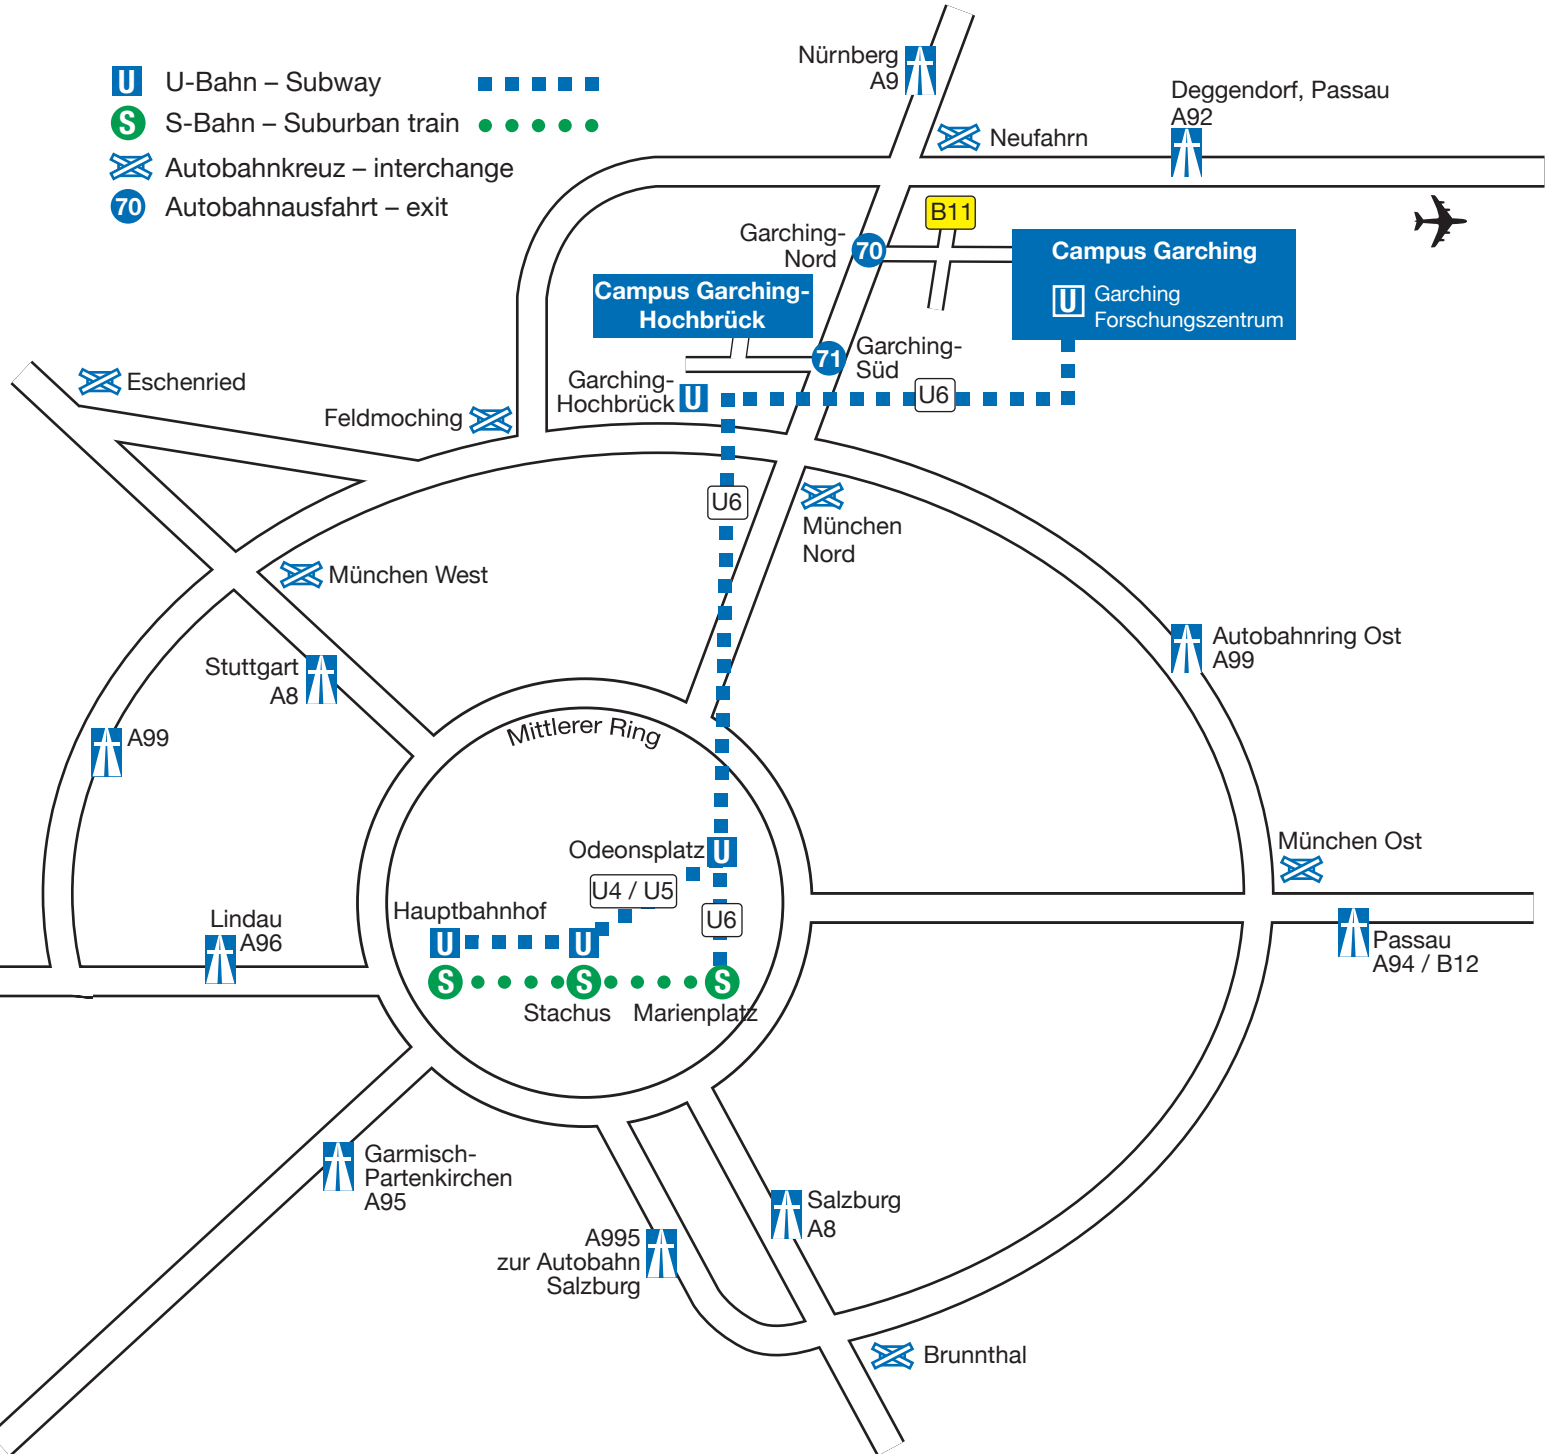 U U-Bahn – Subway
S S-Bahn – Suburban train
Autobahnkreuz – interchange
70 Autobahnausfahrt – exit
Nürnberg
A9
Deggendorf, Passau
A92
Neufahrn
B11
Garching-
Nord
70
Campus Garching
U Garching
Forschungszentrum
Campus Garching-
Hochbrück
71
Garching-
Süd
Garching-
Hochbrück
U
U6
Eschenried
Feldmoching
U6
München
Nord
München West
Autobahnring Ost
A99
Stuttgart
A8
A99
Mittlerer Ring
München Ost
Odeonsplatz
U
U4 / U5
U6
Hauptbahnhof
U
U
Lindau
A96
Passau
A94 / B12
S
S
S
Stachus
Marienplatz
Garmisch-
Partenkirchen
A95
Salzburg
A8
A995
zur Autobahn
Salzburg
Brunnthal